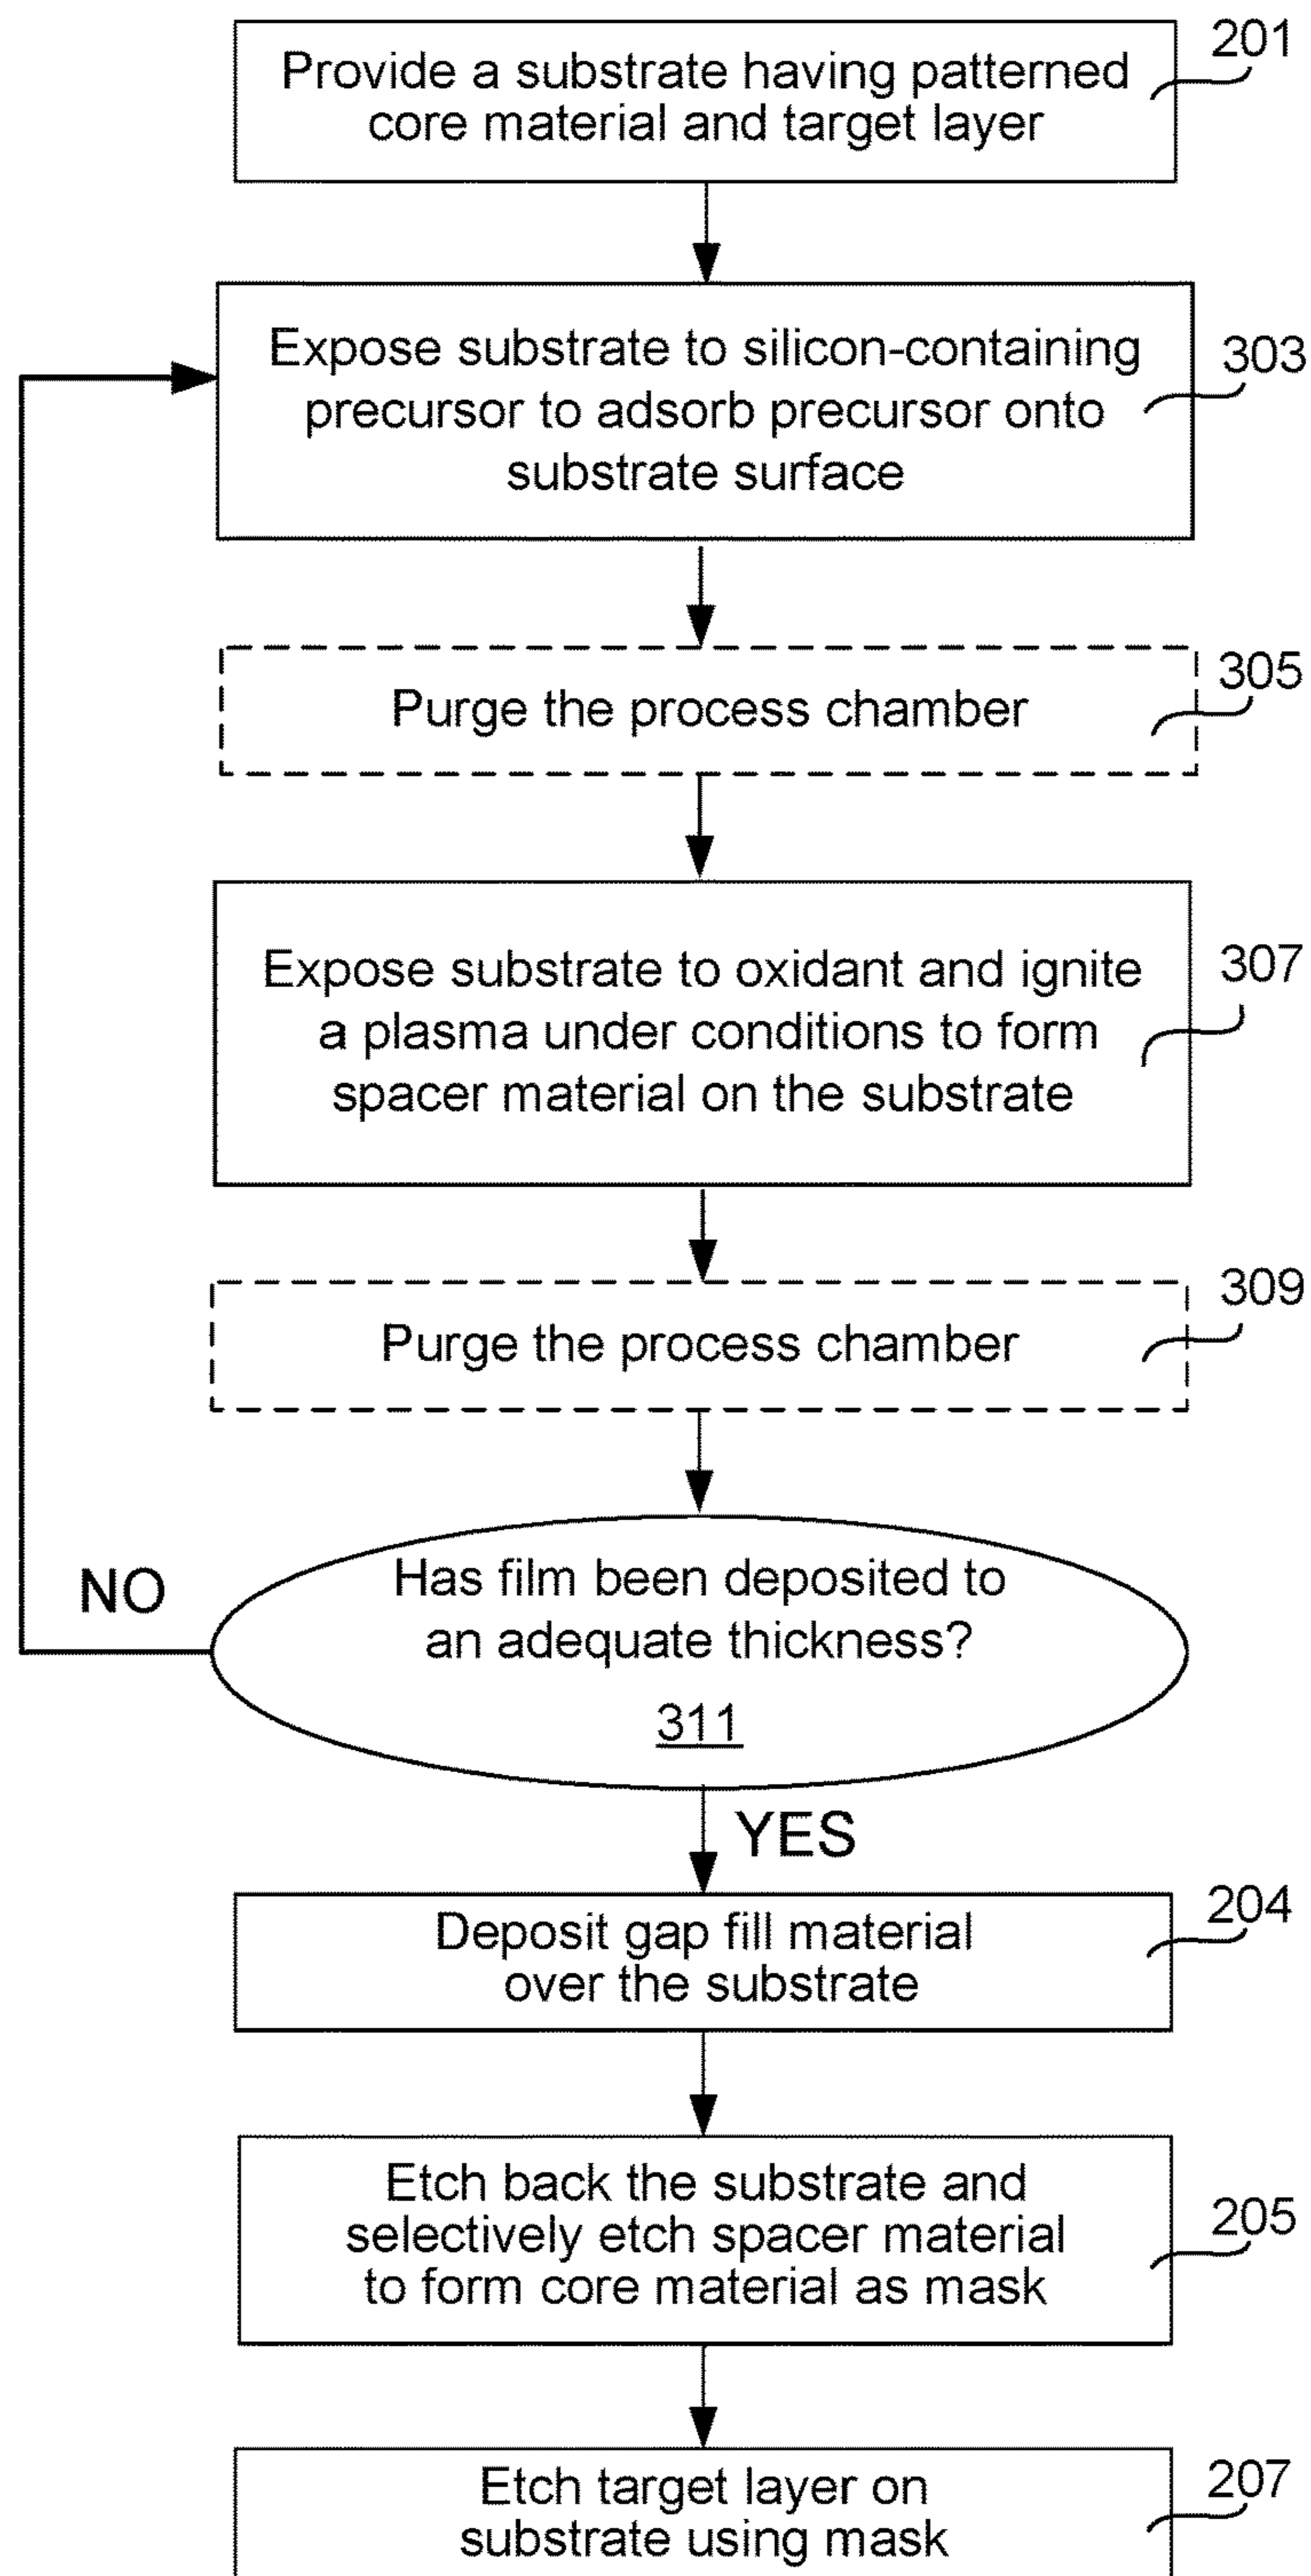 201
Provide a substrate having patterned
core material and target layer
303
Expose substrate to silicon-containing
precursor to adsorb precursor onto
substrate surface
305
Purge the process chamber
307
Expose substrate to oxidant and ignite
a plasma under conditions to form
spacer material on the substrate
309
Purge the process chamber
Has film been deposited to
an adequate thickness?
311
NO
YES
204
Deposit gap fill material
over the substrate
205
Etch back the substrate and
selectively etch spacer material
to form core material as mask
207
Etch target layer on
substrate using mask